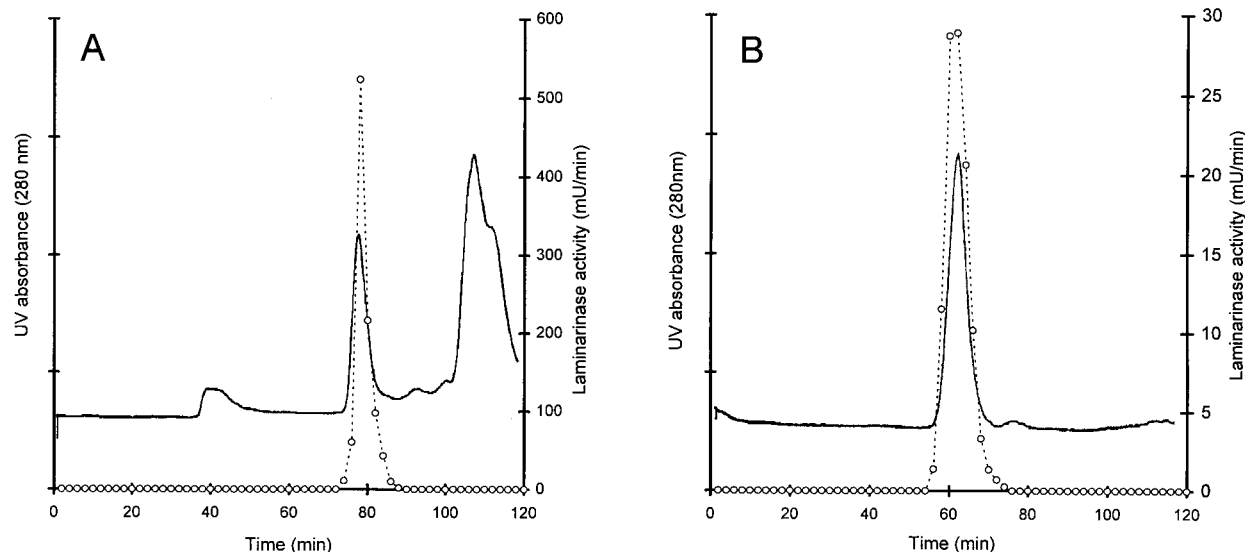 A
600
500
400
300
200
100
0
UV absorbance (280 nm)
Laminarinase activity (mU/min)
0 20 40 60 80 100 120
Time (min)
B
30
25
20
15
10
5
0
UV absorbance (280nm)
Laminarinase activity (mU/min)
0 20 40 60 80 100 120
Time (min)